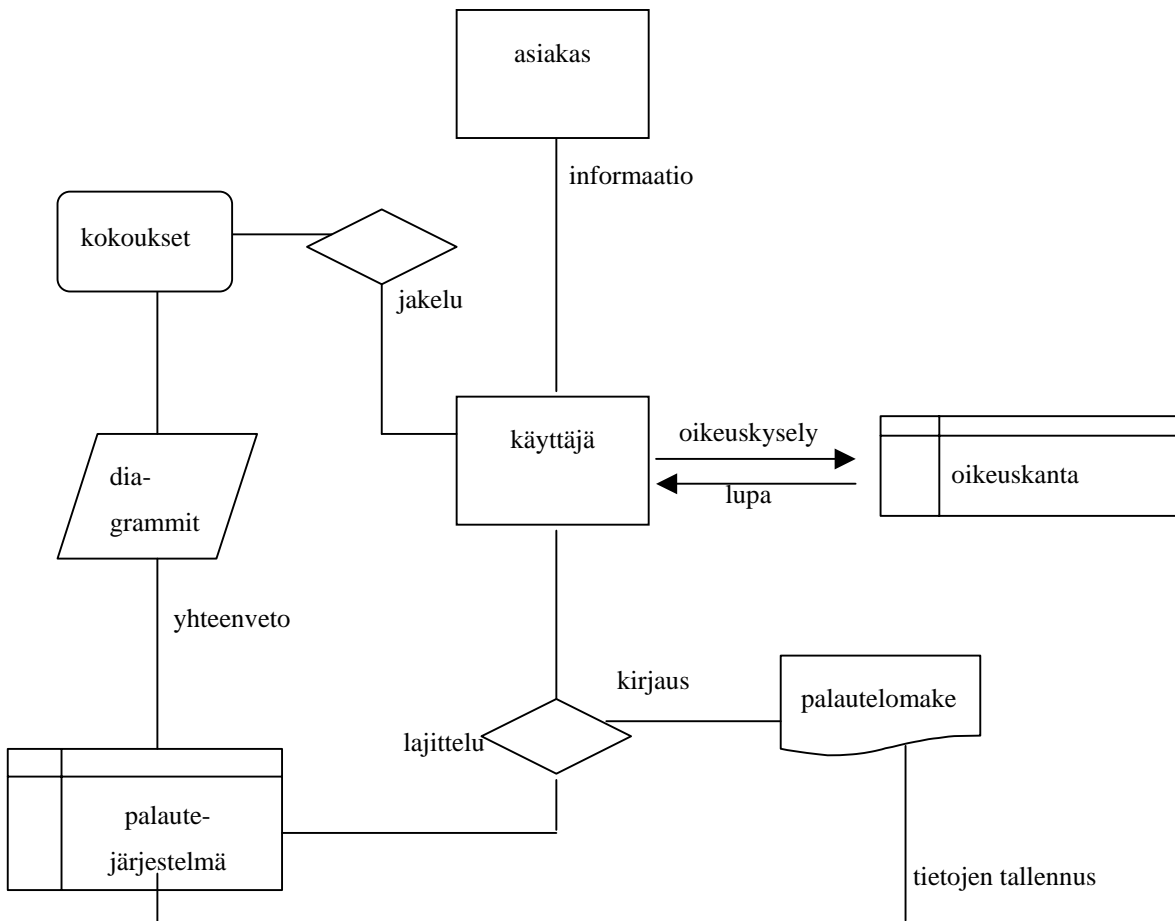 asiakas
informaatio
kokoukset
jakelu
käyttäjä
oikeuskysely
lupa
oikeuskanta
dia-
grammit
yhteenveto
kirjaus
palautelomake
lajittelu
palaute-
järjestelmä
tietojen tallennus